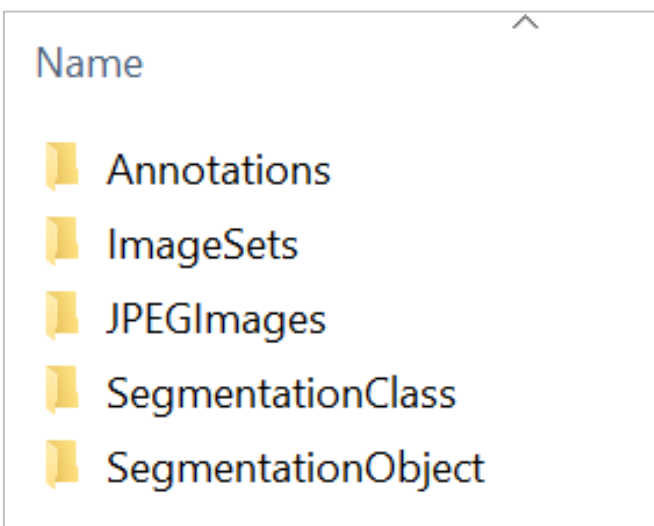 Name
Annotations
ImageSets
JPEGImages
SegmentationClass
SegmentationObject